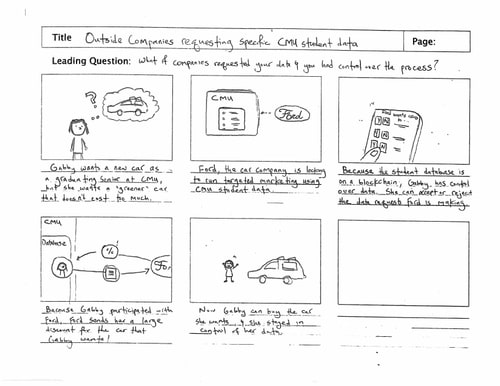 Title Outside Companies requesting specific CMU student data
Page:
Leading Question: What if companies requested your data & you had control over the process?
CMU
Ford
Y N
Y N
Y N
Gabby wants a new car as
a graduating senior at CMU,
but she wants a "greener" car
that doesn't cost too much.
Ford, the car company is looking
to run targeted marketing using
CMU student data.
Because the student database is
on a blockchain, Gabby has control
over data. She can accept or reject
the data requests Ford is making.
CMU
Database
%
Ford
Because Gabby participated with
Ford, Ford sends her a large
discount for the car that
Gabby wants!
Now Gabby can buy the car
she wants, & she stayed in
control of her data.